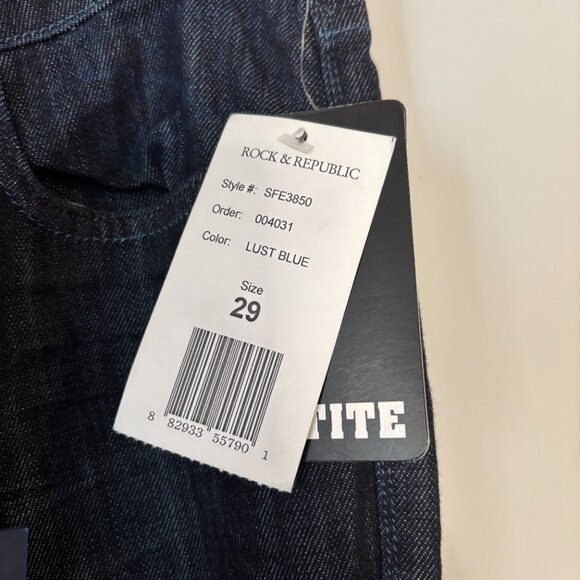 ROCK & REPUBLIC
Style #: SFE3850
Order: 004031
Color: LUST BLUE
Size
29
8 82933 55790 1
TITE